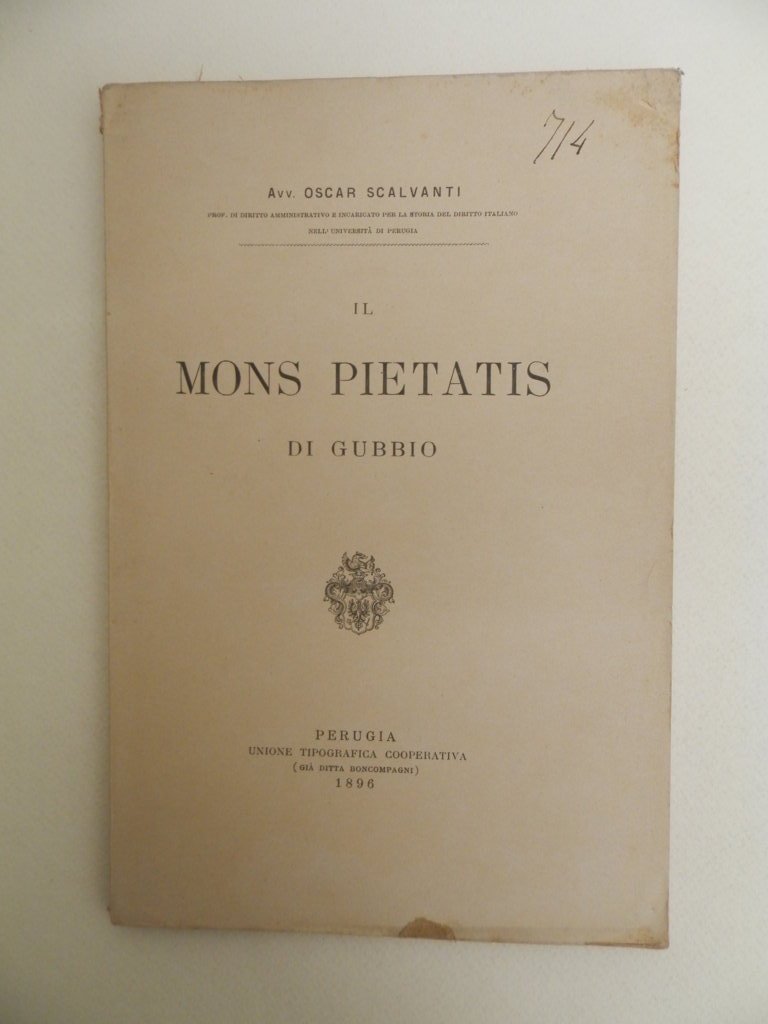 714
Avv. OSCAR SCALVANTI
PROF. DI DIRITTO AMMINISTRATIVO E INCARICATO PER LA STORIA DEL DIRITTO ITALIANO
NELL' UNIVERSITÀ DI PERUGIA
IL
MONS PIETATIS
DI GUBBIO
PERUGIA
UNIONE TIPOGRAFICA COOPERATIVA
(GIÀ DITTA BONCOMPAGNI)
1896